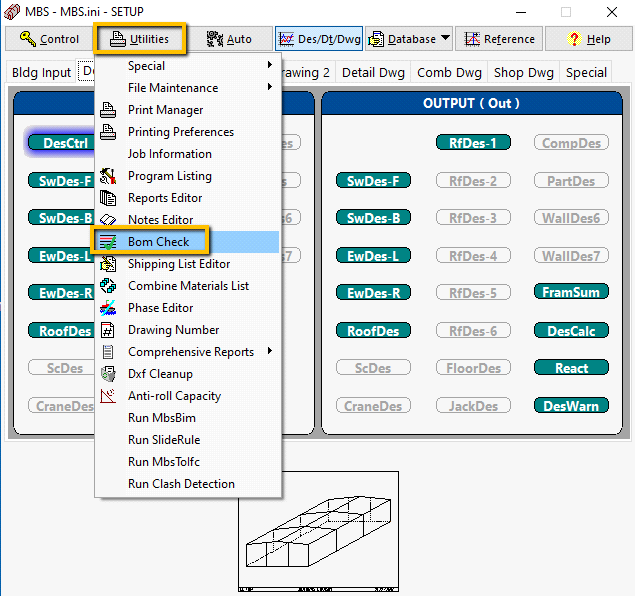 MBS - MBS.ini - SETUP
Control
Utilities
Auto
Des/Dt/Dwg
Database
Reference
Help
Bldg Input
rawing 2
Detail Dwg
Comb Dwg
Shop Dwg
Special
Special
File Maintenance
Print Manager
Printing Preferences
Job Information
Program Listing
Reports Editor
Notes Editor
Bom Check
Shipping List Editor
Combine Materials List
Phase Editor
Drawing Number
Comprehensive Reports
Dxf Cleanup
Anti-roll Capacity
Run MbsBim
Run SlideRule
Run MbsToIfc
Run Clash Detection
DesCtrl
SwDes-F
SwDes-B
EwDes-L
EwDes-R
RoofDes
ScDes
CraneDes
es
s
s6
s7
OUTPUT ( Out )
RfDes-1
CompDes
SwDes-F
RfDes-2
PartDes
SwDes-B
RfDes-3
WallDes6
EwDes-L
RfDes-4
WallDes7
EwDes-R
RfDes-5
FramSum
RoofDes
RfDes-6
DesCalc
ScDes
FloorDes
React
CraneDes
JackDes
DesWarn